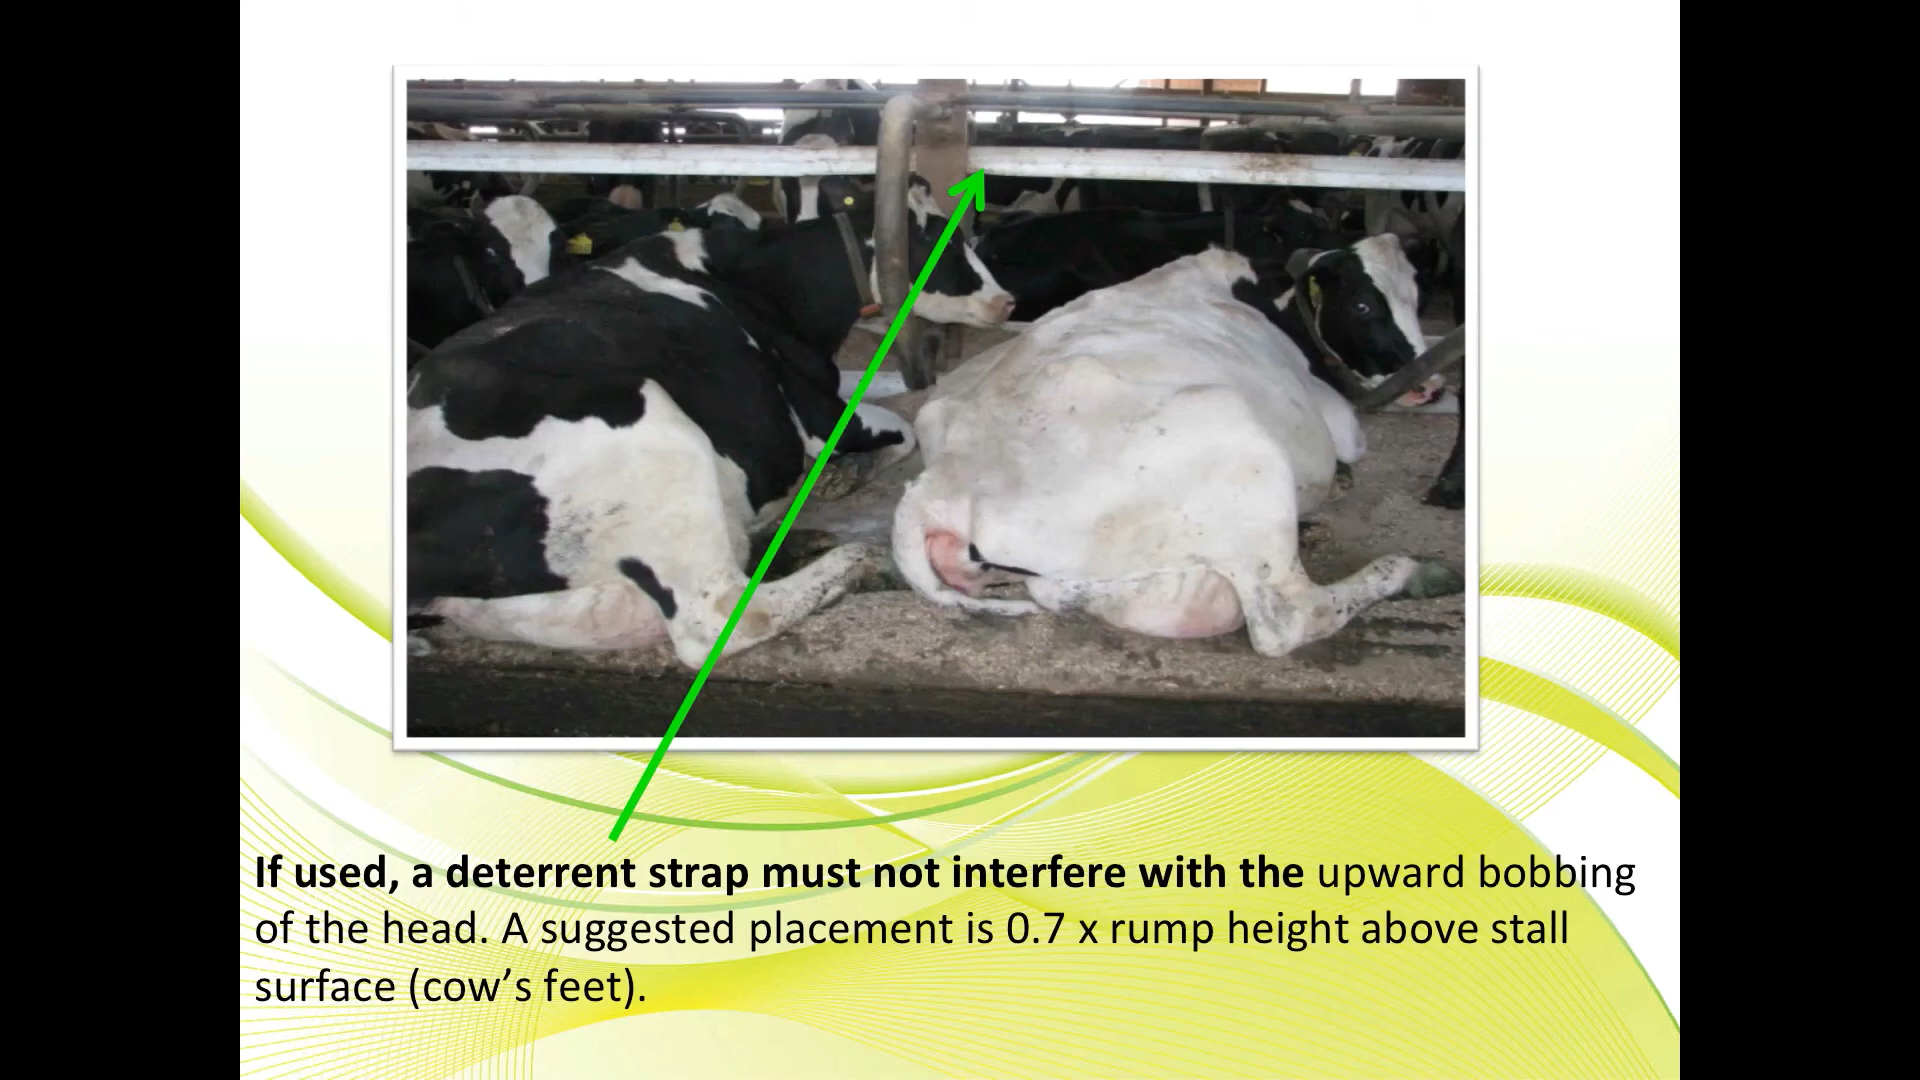 If used, a deterrent strap must not interfere with the upward bobbing
of the head. A suggested placement is 0.7 x rump height above stall
surface (cow’s feet).